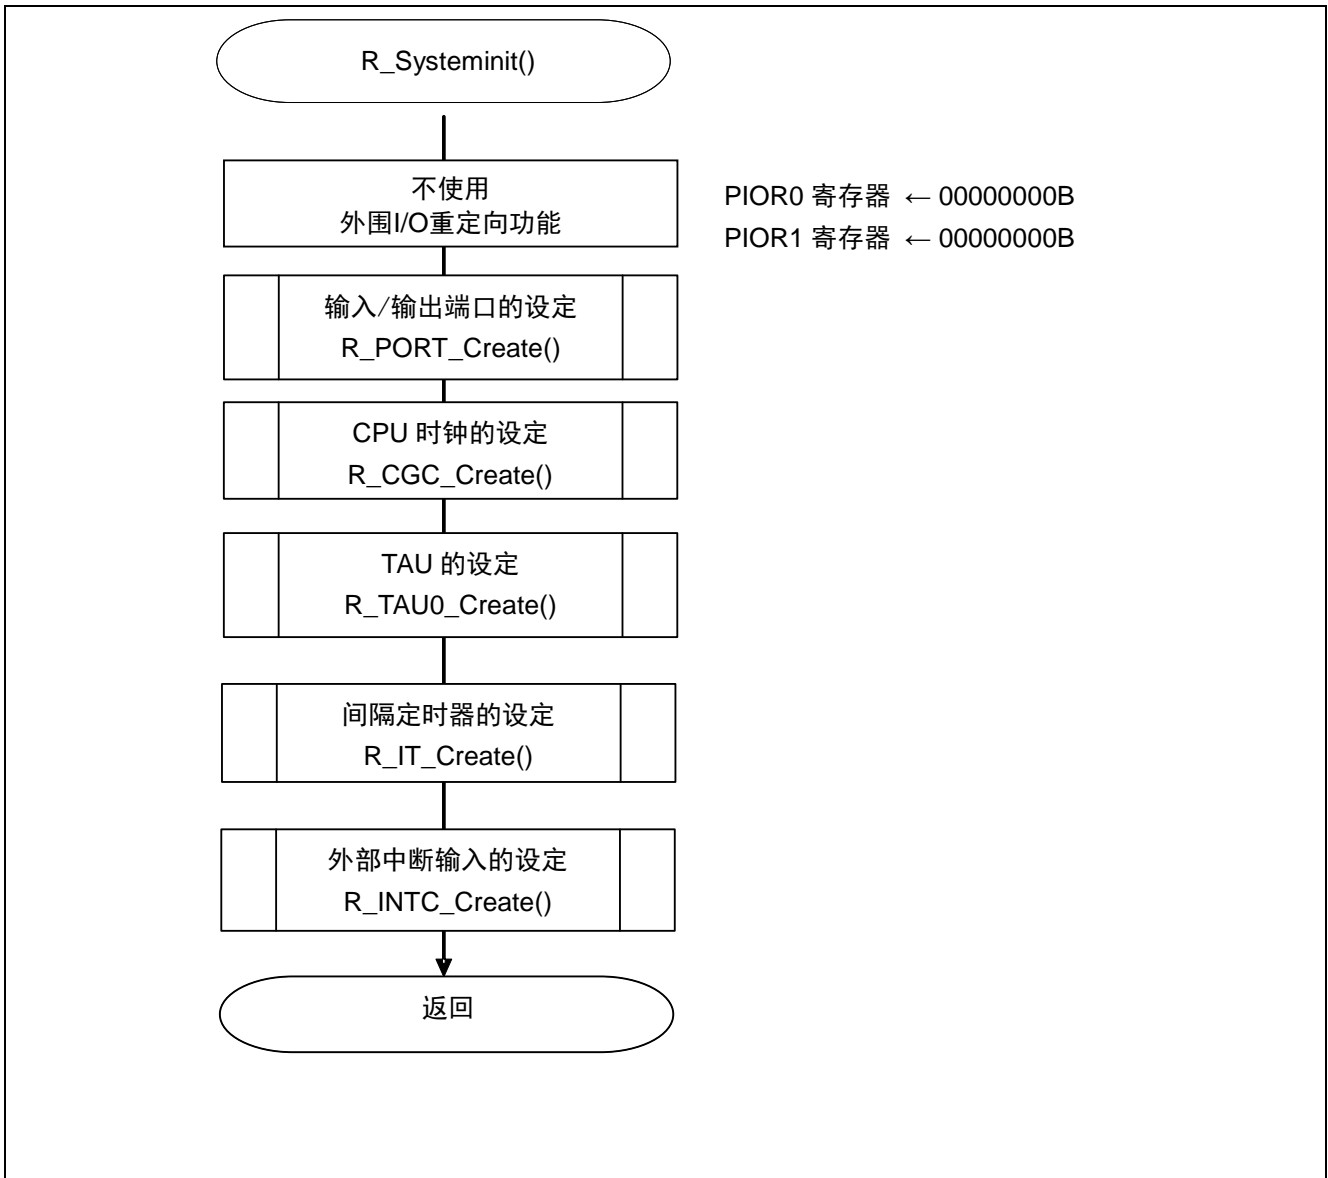 R_Systeminit()
不使用
外围I/O重定向功能
PIOR0 寄存器 ← 00000000B
PIOR1 寄存器 ← 00000000B
输入/输出端口的设定
R_PORT_Create()
CPU 时钟的设定
R_CGC_Create()
TAU 的设定
R_TAU0_Create()
间隔定时器的设定
R_IT_Create()
外部中断输入的设定
R_INTC_Create()
返回